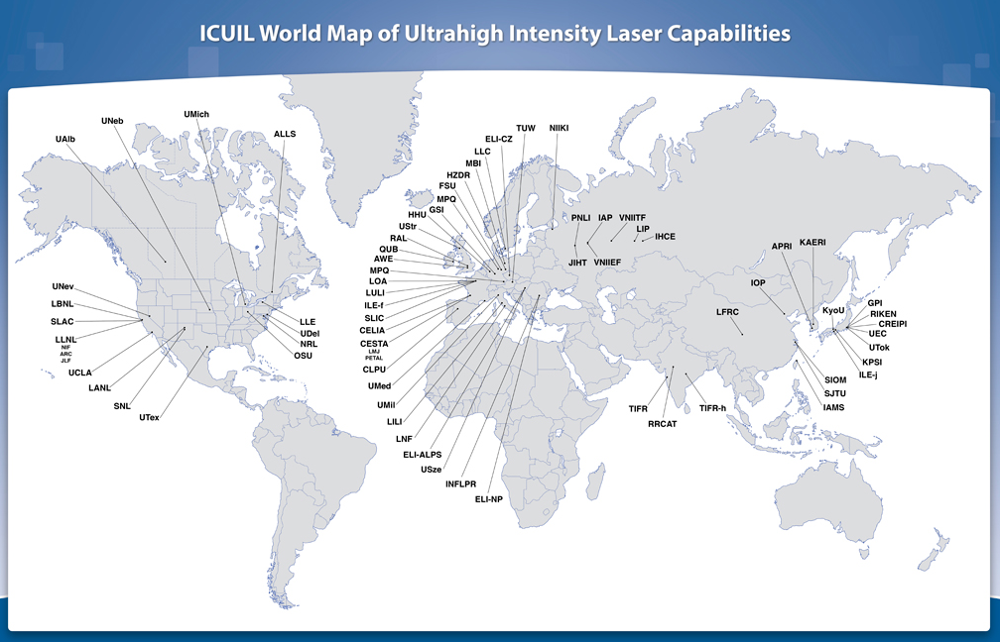 ICUIL World Map of Ultrahigh Intensity Laser Capabilities
UAlb
UNeb
UMich
ALLS
UNev
LBNL
SLAC
LLNL
NIF
ARC
JLF
UCLA
LANL
SNL
UTex
LLE
UDel
NRL
OSU
TUW
NIIKI
ELI-CZ
LLC
MBI
HZDR
FSU
MPQ
GSI
HHU
UStr
RAL
QUB
AWE
MPQ
LOA
LULI
ILE-f
SLIC
CELIA
CESTA
LMJ
PETAL
CLPU
UMed
UMil
LILI
LNF
ELI-ALPS
USze
INFLPR
ELI-NP
PNLI
IAP
VNIITF
LIP
IHCE
JIHT
VNIIEF
APRI
KAERI
IOP
LFRC
KyoU
GPI
RIKEN
CREIPI
UEC
UTok
KPSI
ILE-j
SIOM
SJTU
IAMS
TIFR
RRCAT
TIFR-h